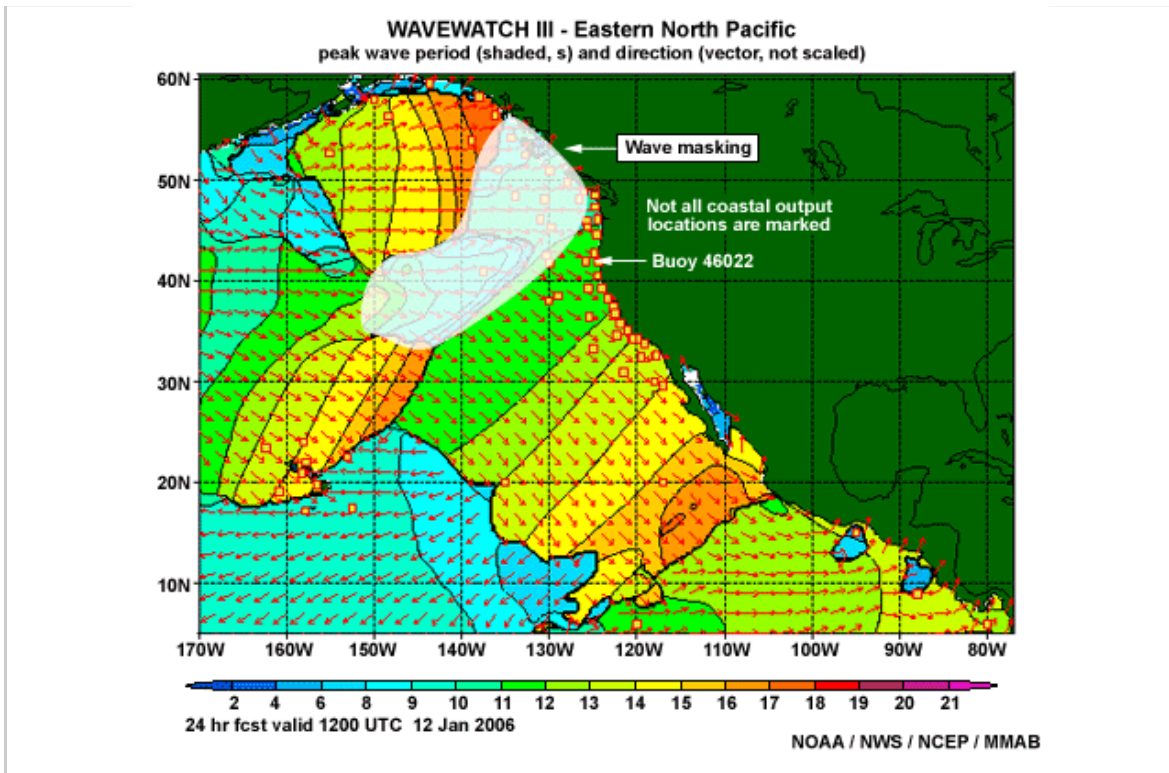 WAVEWATCH III - Eastern North Pacific
peak wave period (shaded, s) and direction (vector, not scaled)
60N
50N
40N
30N
20N
10N
Wave masking
Not all coastal output
locations are marked
Buoy 46022
170W 160W 150W 140W 130W 120W 110W 100W 90W 80W
2 4 6 8 9 10 11 12 13 14 15 16 17 18 19 20 21
24 hr fcst valid 1200 UTC 12 Jan 2006
NOAA / NWS / NCEP / MMAB